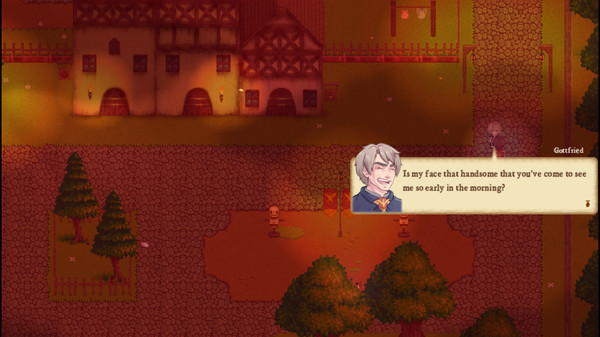 Gottfried
Is my face that handsome that you've come to see
me so early in the morning?